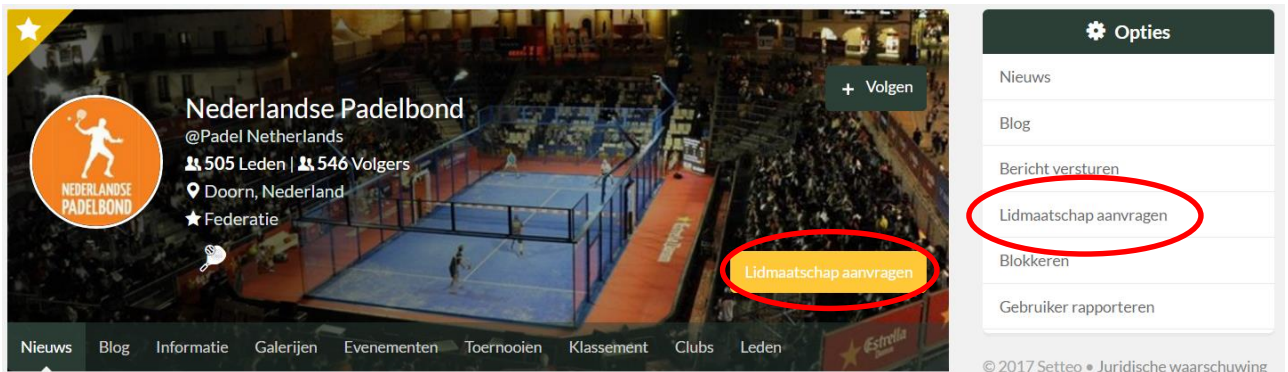 Nederlandse Padelbond
@Padel Netherlands
505 Leden | 546 Volgers
Doorn, Nederland
Federatie
NEDERLANDSE
PADELBOND
+ Volgen
Lidmaatschap aanvragen
Estrella
Damm
Nieuws Blog Informatie Galerijen Evenementen Toernooien Klassement Clubs Leden
Opties
Nieuws
Blog
Bericht versturen
Lidmaatschap aanvragen
Blokkeren
Gebruiker rapporteren
© 2017 Setteo • Juridische waarschuwing